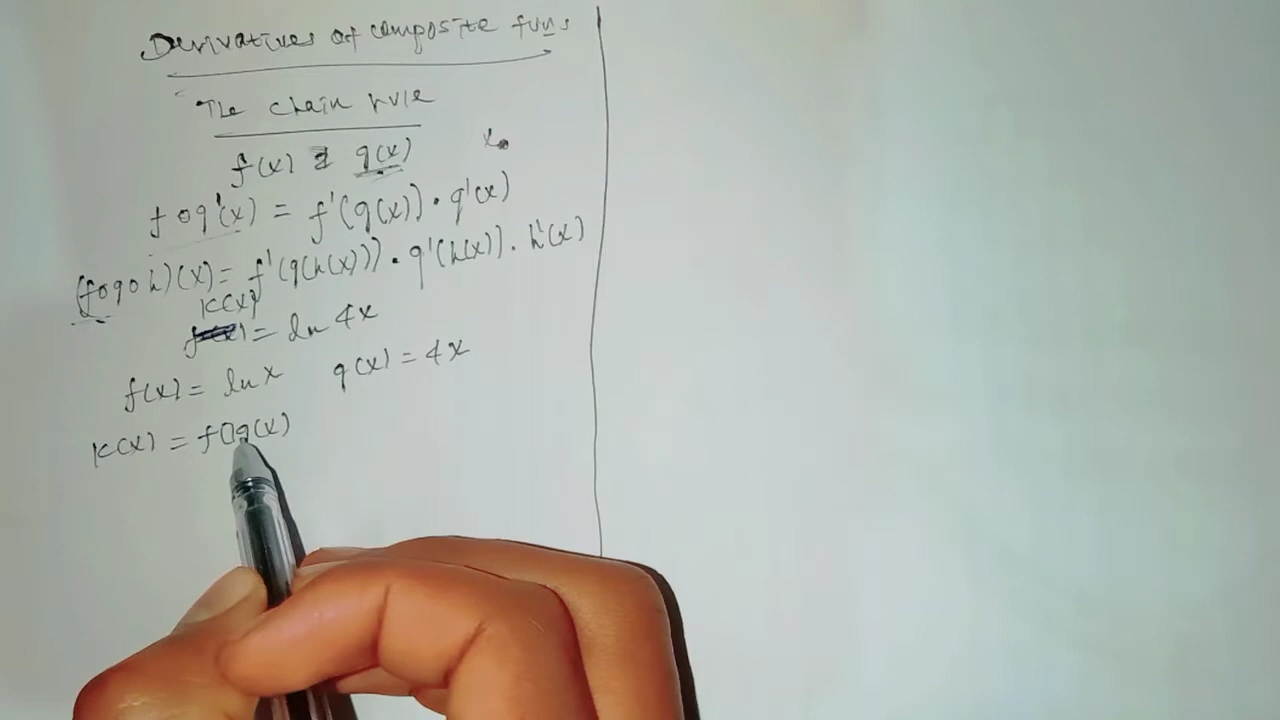 Derivatives of composite funs
The chain rule
f(x) g(x) x
fog'(x) = f'(g(x)) · g'(x)
(fogoh)(x) = f'(g(h(x))) · g'(h(x)) · h'(x)
K(x)
= ln 4x
f(x) = ln x g(x) = 4x
K(x) = fog(x)